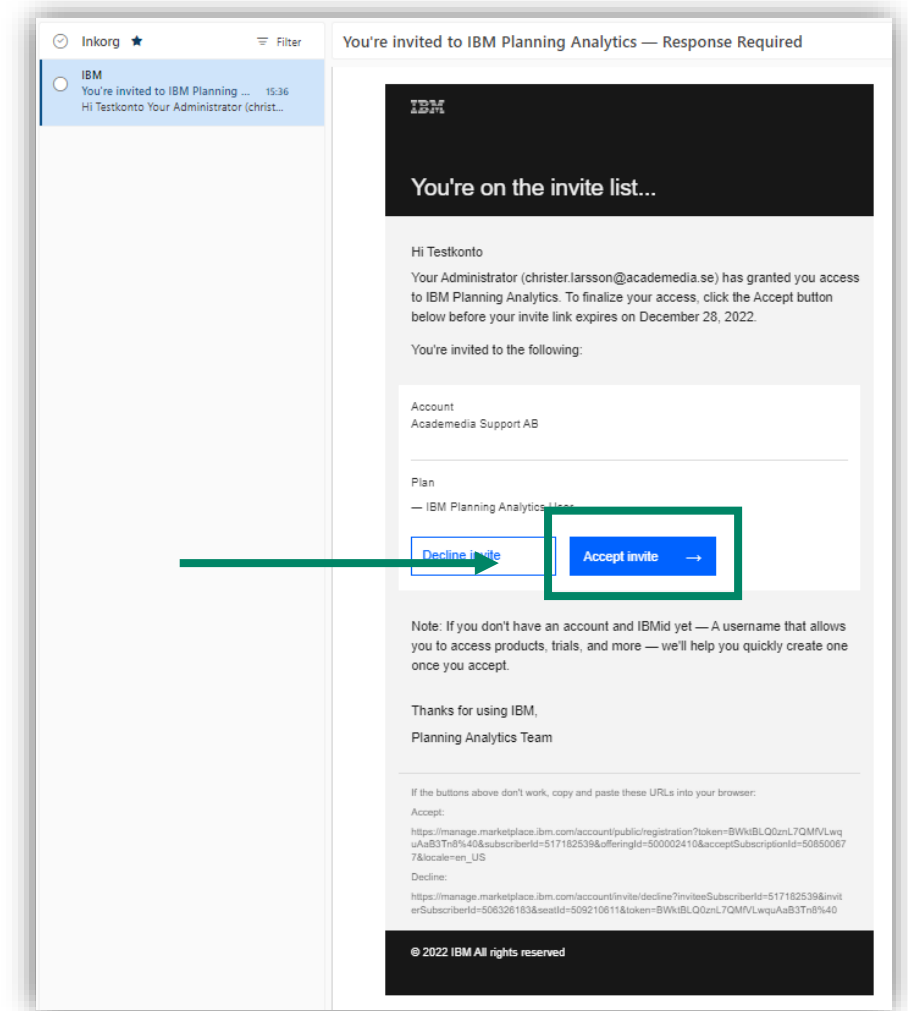 Inkorg
Filter
You're invited to IBM Planning Analytics — Response Required
IBM
You're invited to IBM Planning ... 15:36
Hi Testkonto Your Administrator (christ...
IBM
You're on the invite list...
Hi Testkonto
Your Administrator (christer.larsson@academedia.se) has granted you access
to IBM Planning Analytics. To finalize your access, click the Accept button
below before your invite link expires on December 28, 2022.
You're invited to the following:
Account
Academedia Support AB
Plan
— IBM Planning Analytics User
Decline invite
Accept invite →
Note: If you don't have an account and IBMid yet — A username that allows
you to access products, trials, and more — we'll help you quickly create one
once you accept.
Thanks for using IBM,
Planning Analytics Team
If the buttons above don't work, copy and paste these URLs into your browser:
Accept:
https://manage.marketplace.ibm.com/account/public/registration?token=BWktBLQ0znL7QMfVLwq
uAaB3Tn8%40&subscriberId=517182539&offeringId=500002410&acceptSubscriptionId=50850067
7&locale=en_US
Decline:
https://manage.marketplace.ibm.com/account/invite/decline?inviteeSubscriberId=517182539&invit
erSubscriberId=506326183&seatId=509210611&token=BWktBLQ0znL7QMfVLwquAaB3Tn8%40
© 2022 IBM All rights reserved